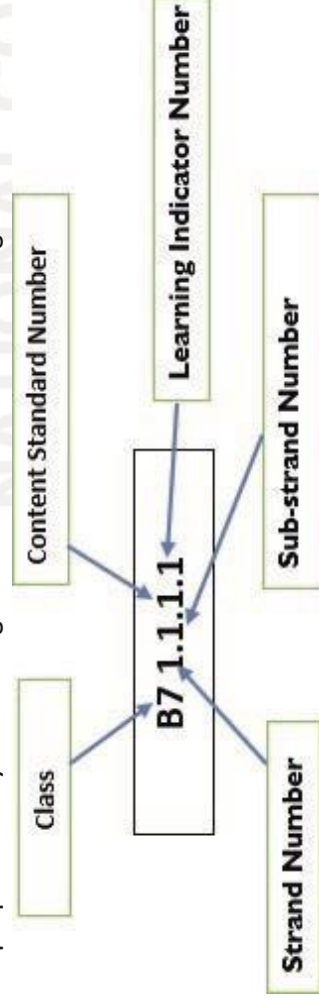 Class
Content Standard Number
B7 1.1.1.1
Learning Indicator Number
Strand Number
Sub-strand Number